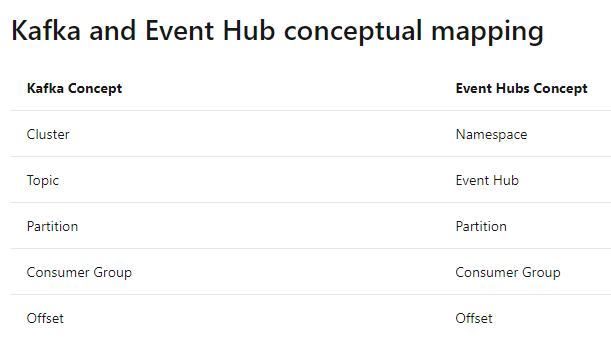 Kafka and Event Hub conceptual mapping
Kafka Concept Event Hubs Concept
Cluster Namespace
Topic Event Hub
Partition Partition
Consumer Group Consumer Group
Offset Offset